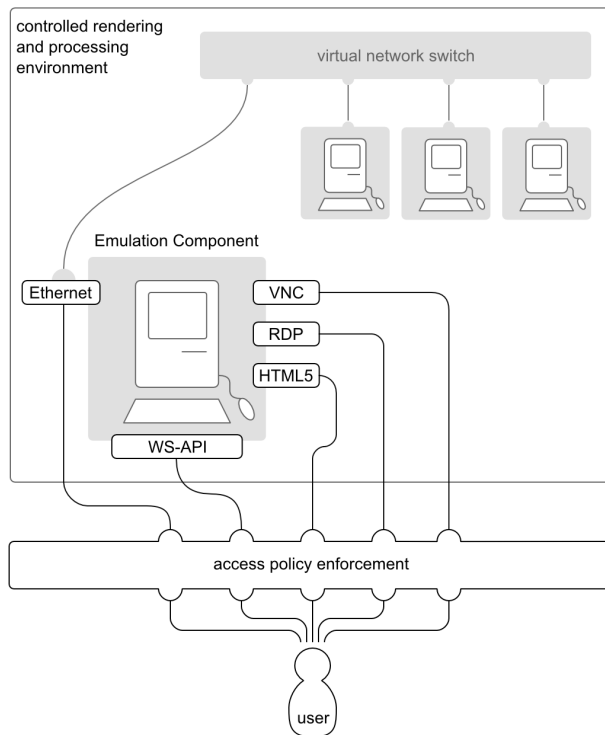 controlled rendering
and processing
environment
virtual network switch
Emulation Component
Ethernet
VNC
RDP
HTML5
WS-API
access policy enforcement
user